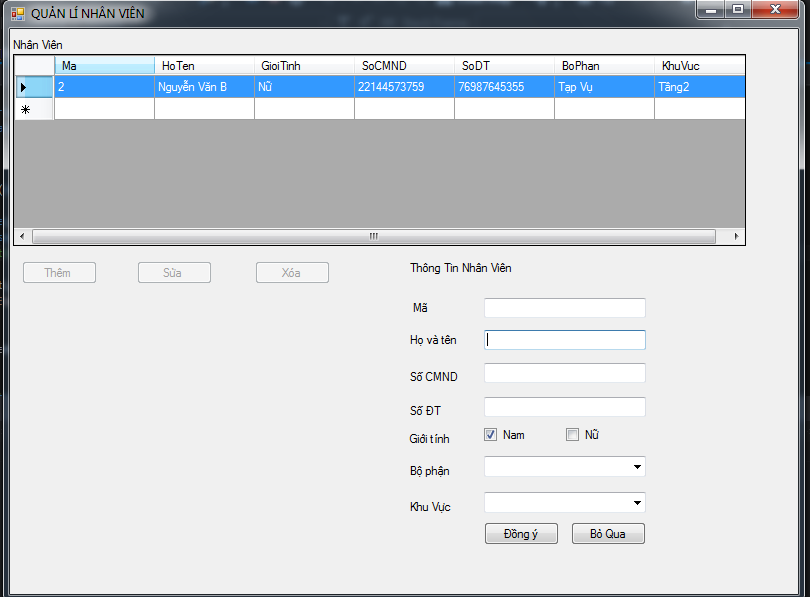 QUẢN LÍ NHÂN VIÊN
Nhân Viên
Ma HoTen GioiTinh SoCMND SoDT BoPhan KhuVuc
2 Nguyễn Văn B Nữ 22144573759 76987645355 Tạp Vụ Tầng2
Thêm Sửa Xóa
Thông Tin Nhân Viên
Mã
Họ và tên
Số CMND
Số ĐT
Giới tính Nam Nữ
Bộ phận
Khu Vực
Đồng ý Bỏ Qua